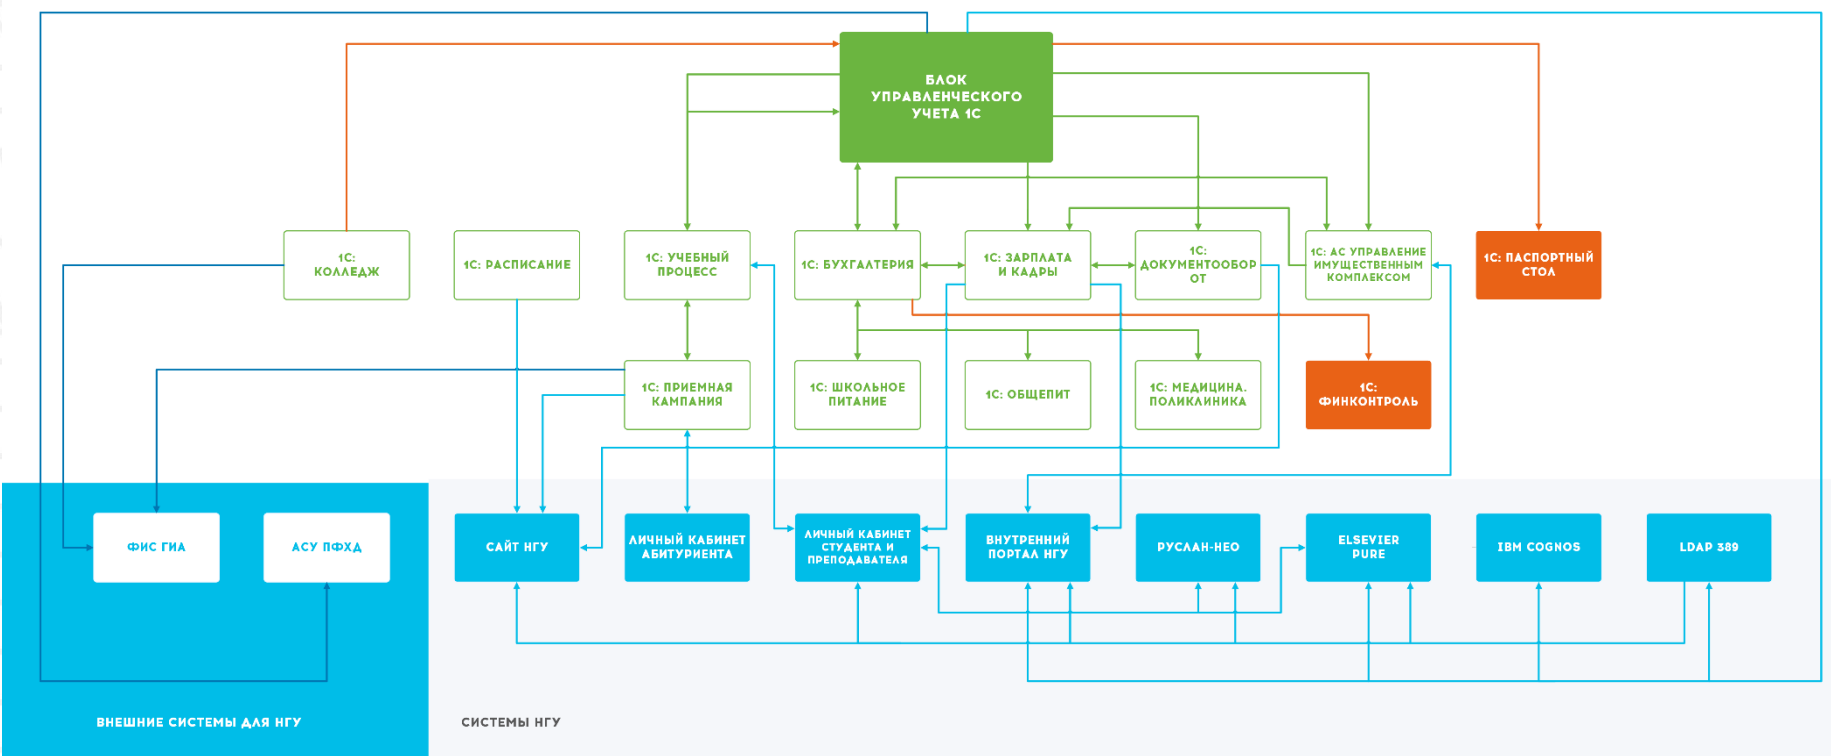 БЛОК
УПРАВЛЕНЧЕСКОГО
УЧЕТА 1С
1С:
КОЛЛЕДЖ
1С: РАСПИСАНИЕ
1С: УЧЕБНЫЙ
ПРОЦЕСС
1С: БУХГАЛТЕРИЯ
1С: ЗАРПЛАТА
И КАДРЫ
1С:
ДОКУМЕНТООБОР
ОТ
1С: АС УПРАВЛЕНИЕ
ИМУЩЕСТВЕННЫМ
КОМПЛЕКСОМ
1С: ПАСПОРТНЫЙ
СТОЛ
1С: ПРИЕМНАЯ
КАМПАНИЯ
1С: ШКОЛЬНОЕ
ПИТАНИЕ
1С: ОБЩЕПИТ
1С: МЕДИЦИНА.
ПОЛИКЛИНИКА
1С:
ФИНКОНТРОЛЬ
ФИС ГИА
АСУ ПФХД
САЙТ НГУ
ЛИЧНЫЙ КАБИНЕТ
АБИТУРИЕНТА
ЛИЧНЫЙ КАБИНЕТ
СТУДЕНТА И
ПРЕПОДАВАТЕЛЯ
ВНУТРЕННИЙ
ПОРТАЛ НГУ
РУСЛАН-НЕО
ELSEVIER
PURE
IBM COGNOS
LDAP 389
ВНЕШНИЕ СИСТЕМЫ ДЛЯ НГУ
СИСТЕМЫ НГУ